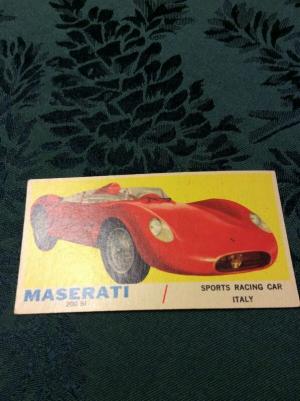 MASERATI
200 SI
/
SPORTS RACING CAR
ITALY